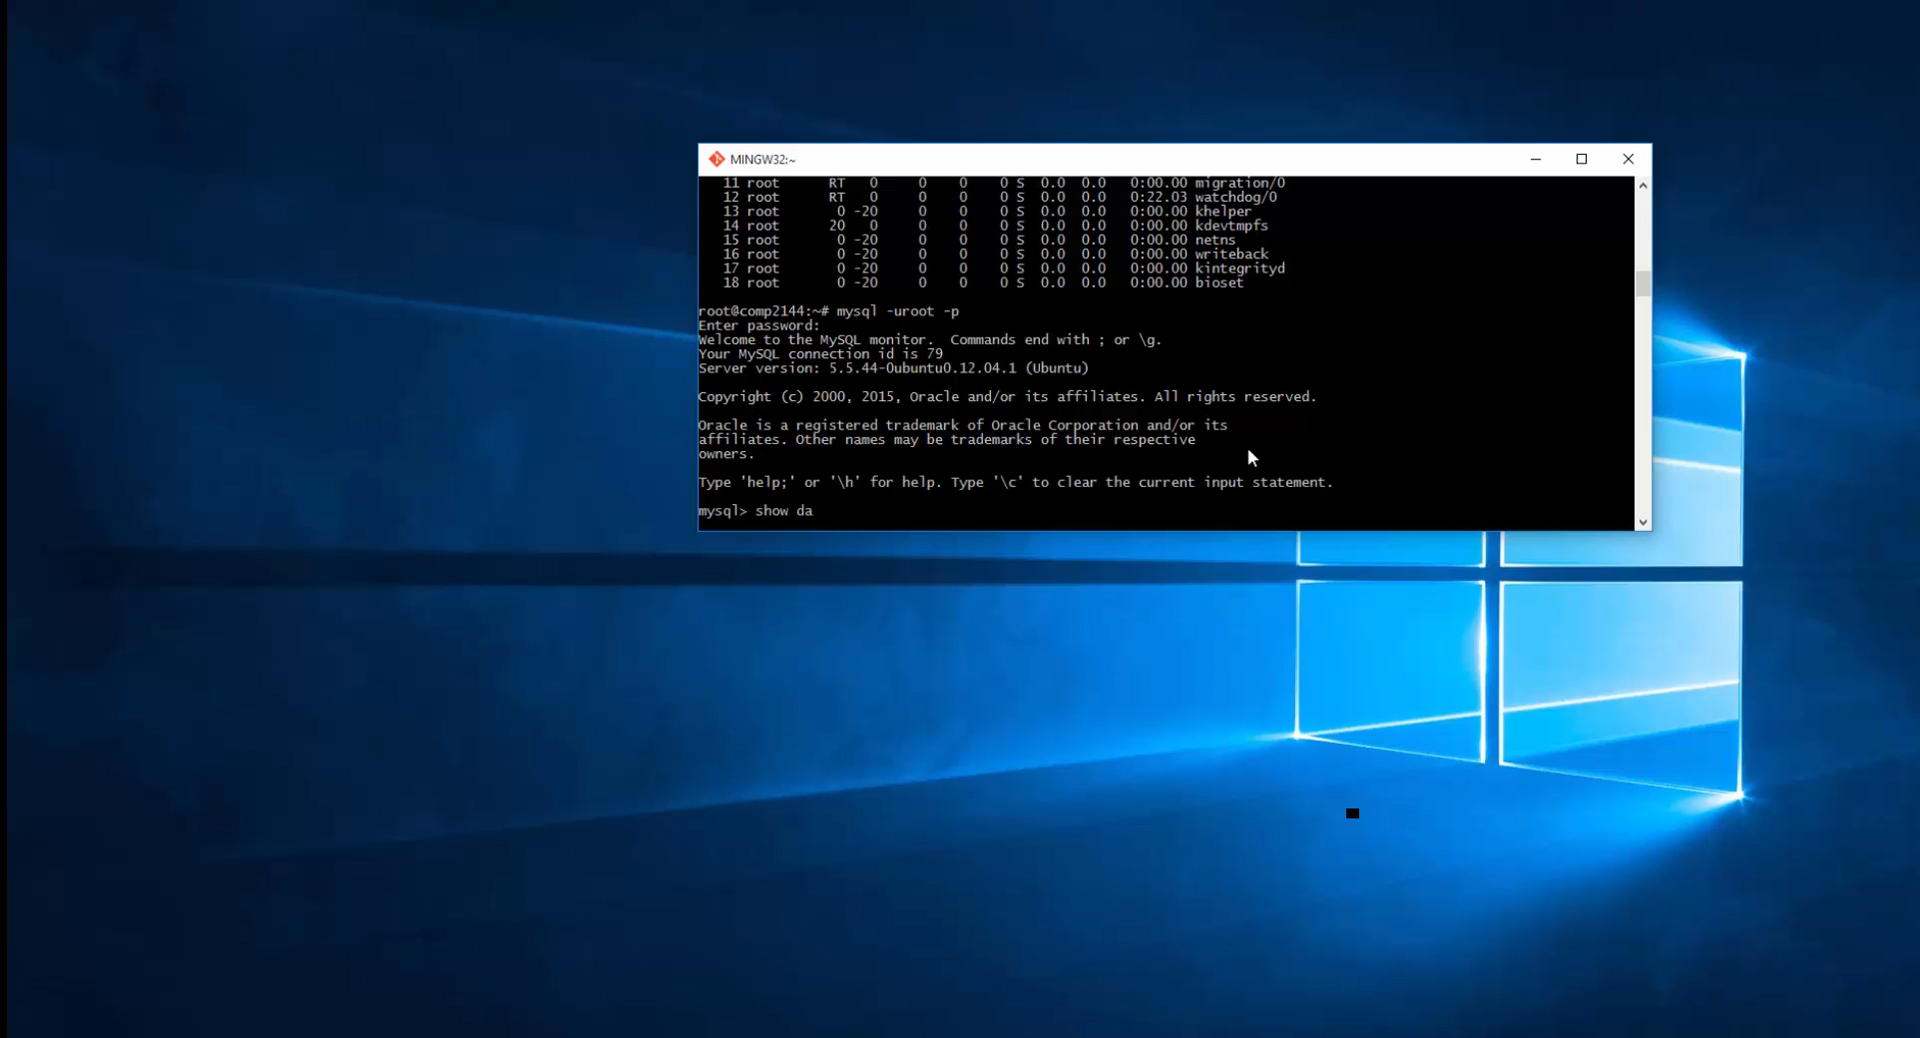 MINGW32:~
11 root RT 0 0 0 0 S 0.0 0.0 0:00.00 migration/0
12 root RT 0 0 0 0 S 0.0 0.0 0:22.03 watchdog/0
13 root 0 -20 0 0 0 S 0.0 0.0 0:00.00 khelper
14 root 20 0 0 0 0 S 0.0 0.0 0:00.00 kdevtmpfs
15 root 0 -20 0 0 0 S 0.0 0.0 0:00.00 netns
16 root 0 -20 0 0 0 S 0.0 0.0 0:00.00 writeback
17 root 0 -20 0 0 0 S 0.0 0.0 0:00.00 kintegrityd
18 root 0 -20 0 0 0 S 0.0 0.0 0:00.00 bioset
root@comp2144:~# mysql -uroot -p
Enter password:
Welcome to the MySQL monitor.  Commands end with ; or \g.
Your MySQL connection id is 79
Server version: 5.5.44-0ubuntu0.12.04.1 (Ubuntu)
Copyright (c) 2000, 2015, Oracle and/or its affiliates. All rights reserved.
Oracle is a registered trademark of Oracle Corporation and/or its
affiliates. Other names may be trademarks of their respective
owners.
Type 'help;' or '\h' for help. Type '\c' to clear the current input statement.
mysql> show da